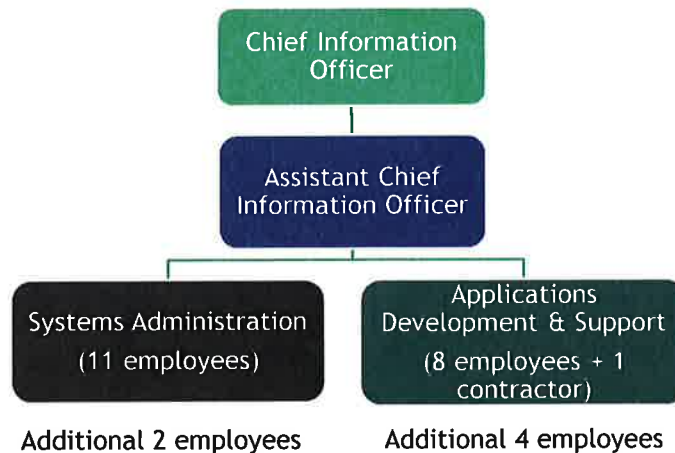 Chief Information
Officer
Assistant Chief
Information Officer
Systems Administration
(11 employees)
Applications
Development & Support
(8 employees + 1
contractor)
Additional 2 employees
Additional 4 employees